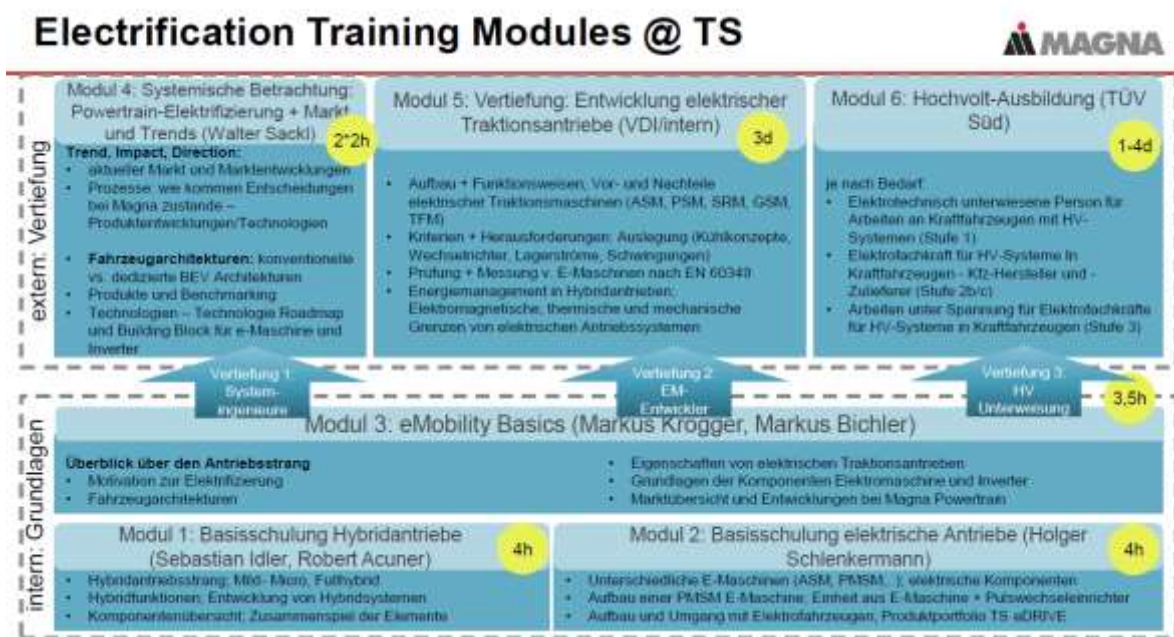 Electrification Training Modules @ TS
MAGNA
extern: Vertiefung
Modul 4: Systemische Betrachtung:
Powertrain-Elektrifizierung + Markt
und Trends (Walter Sackl)
2*2h
Trend, Impact, Direction:
• aktueller Markt und Marktentwicklungen
• Prozesse: wie kommen Entscheidungen
bei Magna zustande –
Produktentwicklungen/Technologien
• Fahrzeugarchitekturen: konventionelle
vs. dedizierte BEV Architekturen
• Produkte und Benchmarking
• Technologien – Technologie Roadmap
und Building Block für e-Maschine und
Inverter
Modul 5: Vertiefung: Entwicklung elektrischer
Traktionsantriebe (VDI/intern)
3d
• Aufbau + Funktionsweisen, Vor- und Nachteile
elektrischer Traktionsmaschinen (ASM, PSM, SRM, GSM,
TFM)
• Kriterien + Herausforderungen: Auslegung (Kühlkonzepte,
Wechselrichter, Lagerströme, Schwingungen)
• Prüfung + Messung v. E-Maschinen nach EN 60349
• Energiemanagement in Hybridantrieben;
Elektromagnetische, thermische und mechanische
Grenzen von elektrischen Antriebssystemen
Modul 6: Hochvolt-Ausbildung (TÜV
Süd)
1-4d
je nach Bedarf:
• Elektrotechnisch unterwiesene Person für
Arbeiten an Kraftfahrzeugen mit HV-
Systemen (Stufe 1)
• Elektrofachkraft für HV-Systeme In
Kraftfahrzeugen - Kfz-Hersteller und -
Zulieferer (Stufe 2b/c)
• Arbeiten unter Spannung für Elektrofachkräfte
für HV-Systeme in Kraftfahrzeugen (Stufe 3)
Vertiefung 1:
System-
ingenieure
Vertiefung 2:
EM-
Entwickler
Vertiefung 3:
HV
Unterweisung
intern: Grundlagen
3,5h
Modul 3: eMobility Basics (Markus Krogger, Markus Bichler)
Überblick über den Antriebsstrang
• Motivation zur Elektrifizierung
• Fahrzeugarchitekturen
• Eigenschaften von elektrischen Traktionsantrieben
• Grundlagen der Komponenten Elektromaschine und Inverter
• Marktübersicht und Entwicklungen bei Magna Powertrain
Modul 1: Basisschulung Hybridantriebe
(Sebastian Idler, Robert Acuner)
4h
• Hybridantriebsstrang; Mild- Micro, Fullhybrid
• Hybridfunktionen; Entwicklung von Hybridsystemen
• Komponentenübersicht; Zusammenspiel der Elemente
Modul 2: Basisschulung elektrische Antriebe (Holger
Schlenkermann)
4h
• Unterschiedliche E-Maschinen (ASM, PMSM,..); elektrische Komponenten
• Aufbau einer PMSM E-Maschine; Einheit aus E-Maschine + Pulswechselrichter
• Aufbau und Umgang mit Elektrofahrzeugen, Produktportfolio TS eDRIVE